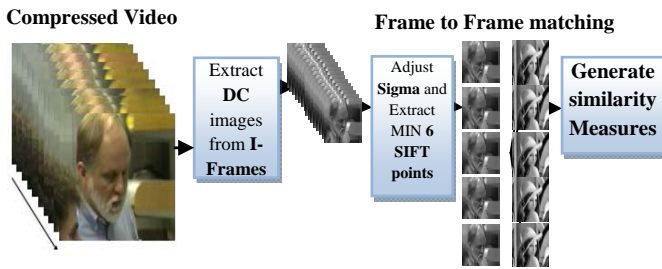 Compressed Video
Frame to Frame matching
Extract
DC
images
from I-
Frames
Adjust
Sigma and
Extract
MIN 6
SIFT
points
Generate
similarity
Measures